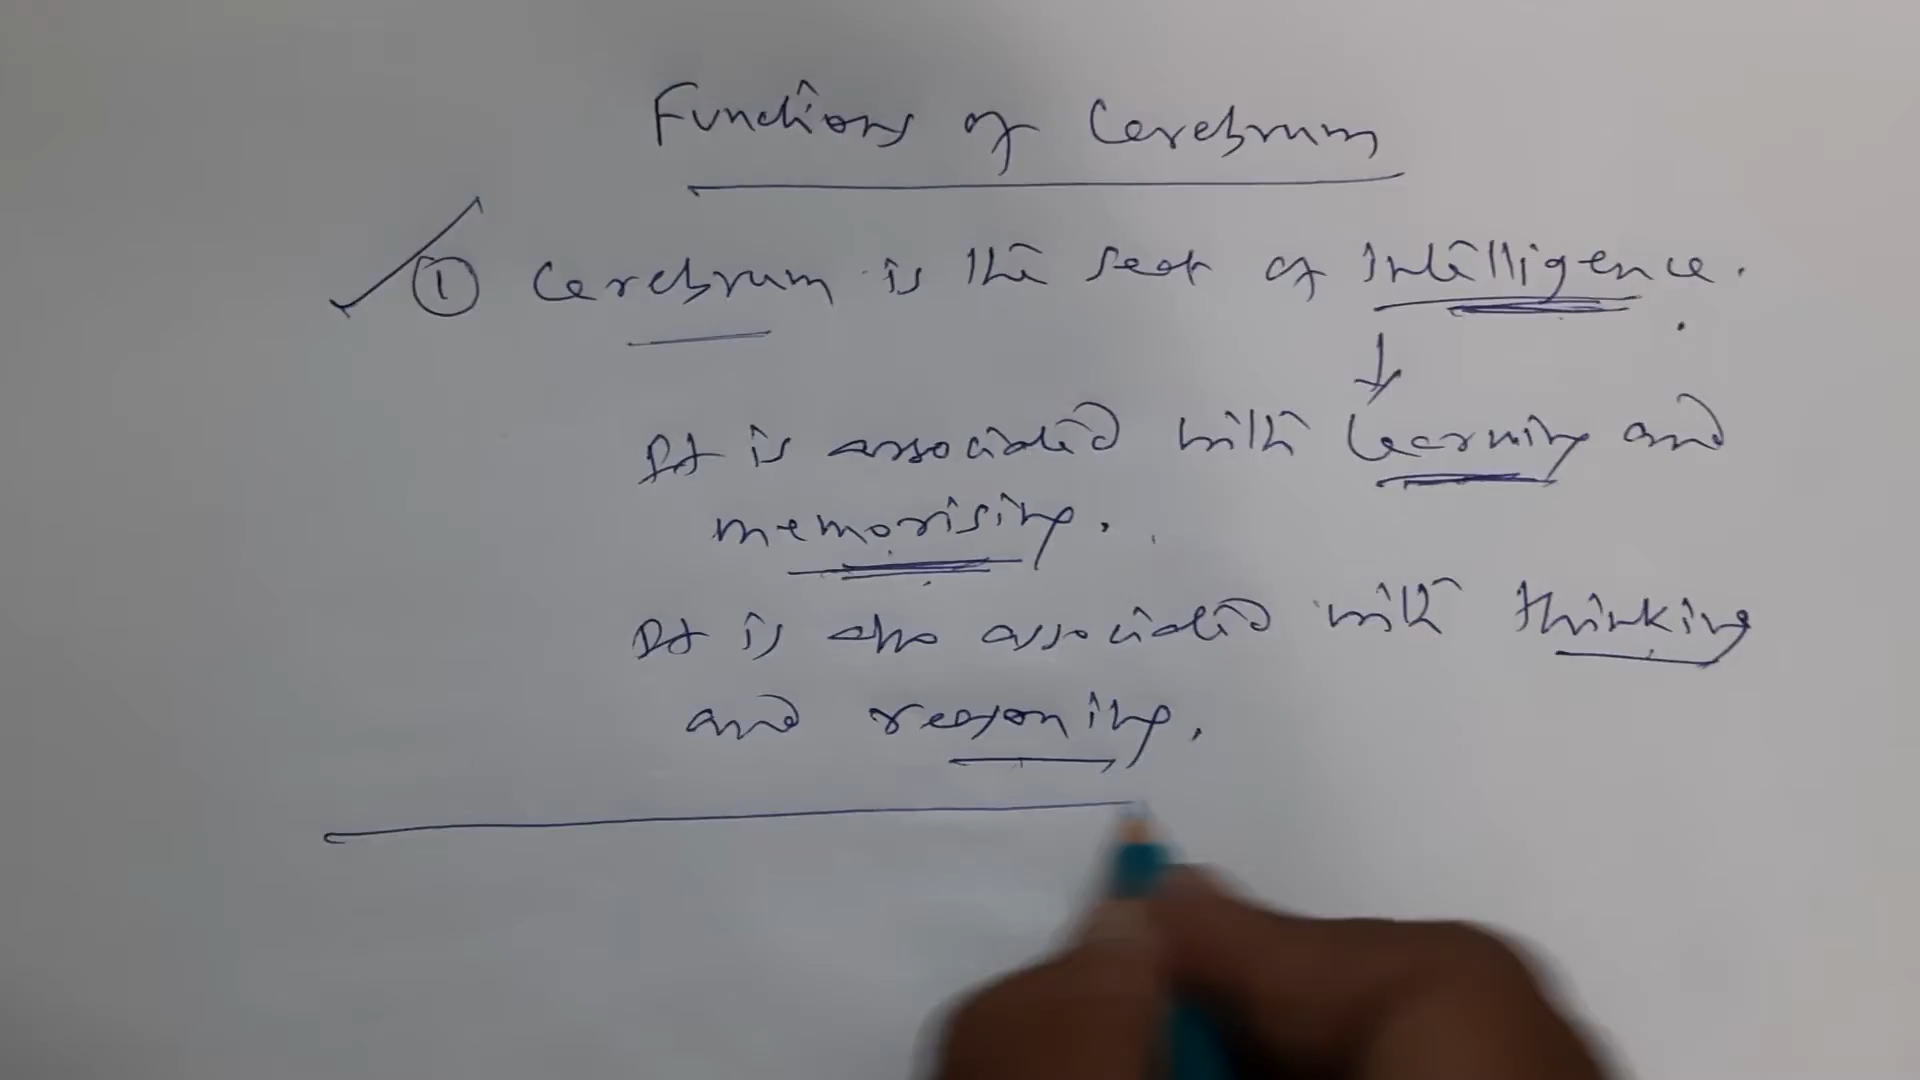 Functions of Cerebrum
① Cerebrum is the seat of Intelligence.
It is associated with learning and
memorising.
It is also associated with thinking
and reasoning.